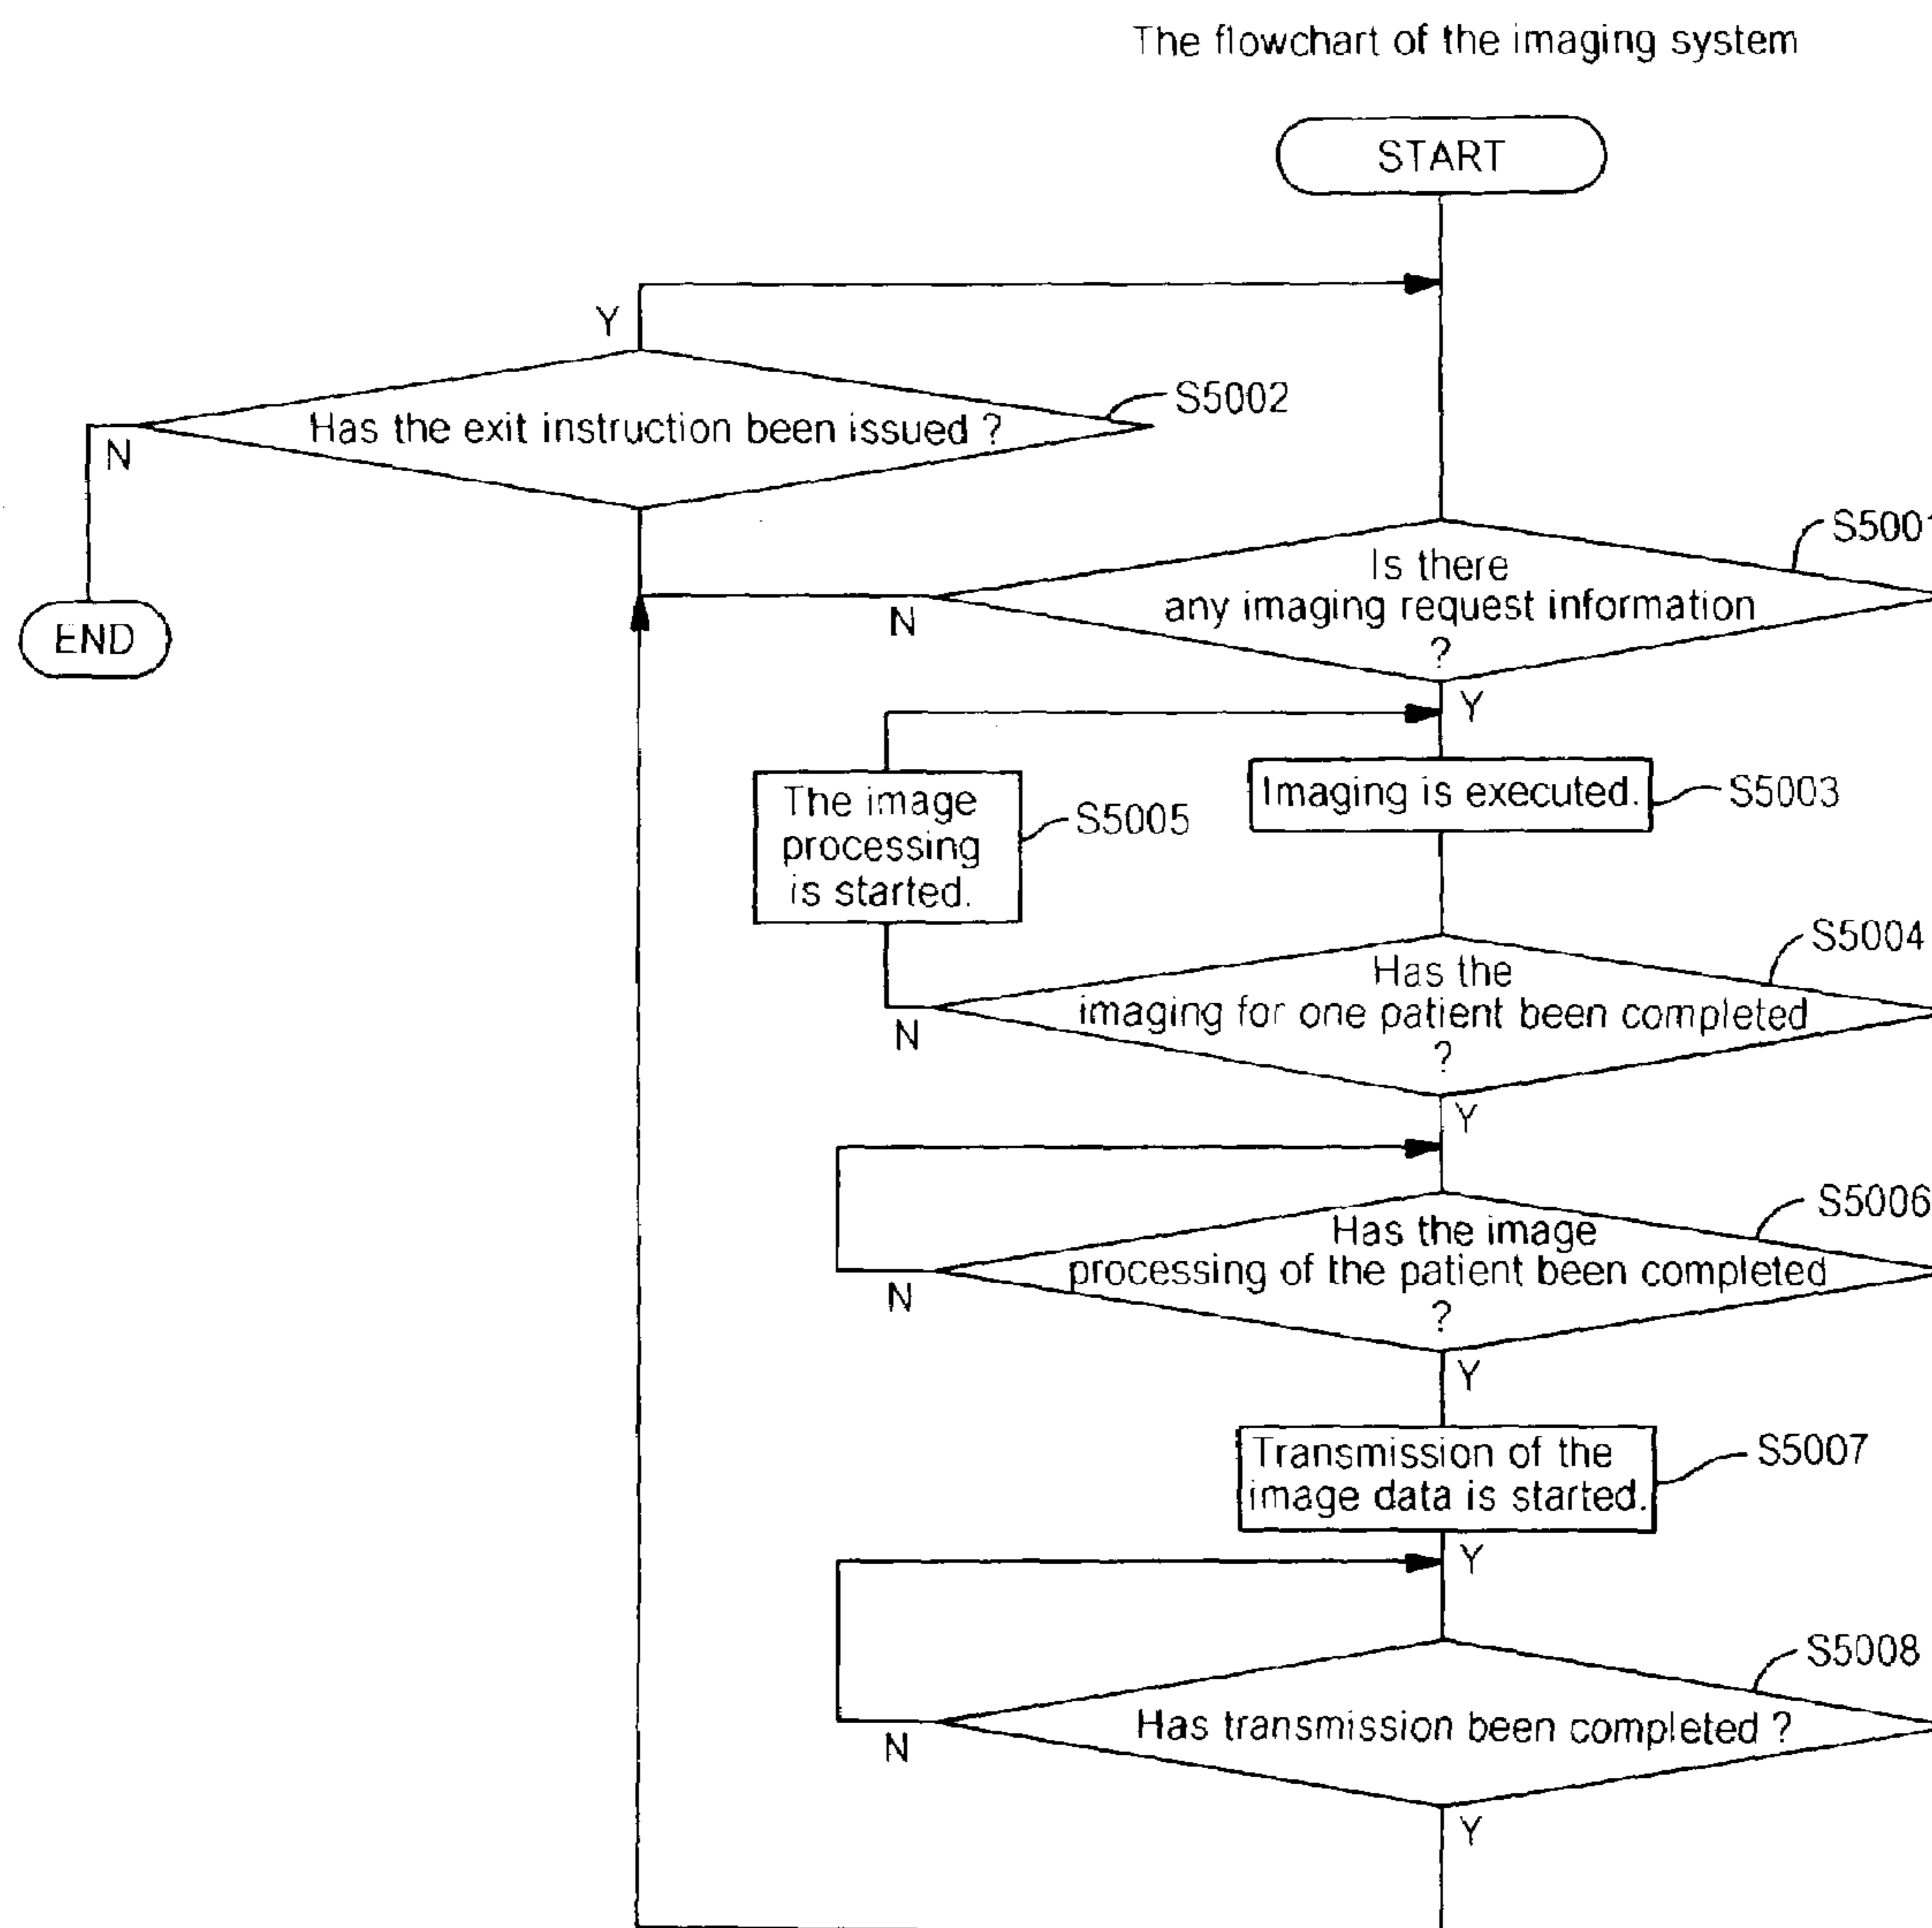 The flowchart of the imaging system
START
Y
Has the exit instruction been issued ?
S5002
N
END
S5001
Is there
any imaging request information
?
N
Y
The image
processing
is started.
S5005
Imaging is executed.
S5003
S5004
Has the
imaging for one patient been completed
?
N
Y
S5006
Has the image
processing of the patient been completed
?
N
Y
Transmission of the
image data is started.
S5007
Y
S5008
Has transmission been completed ?
N
Y